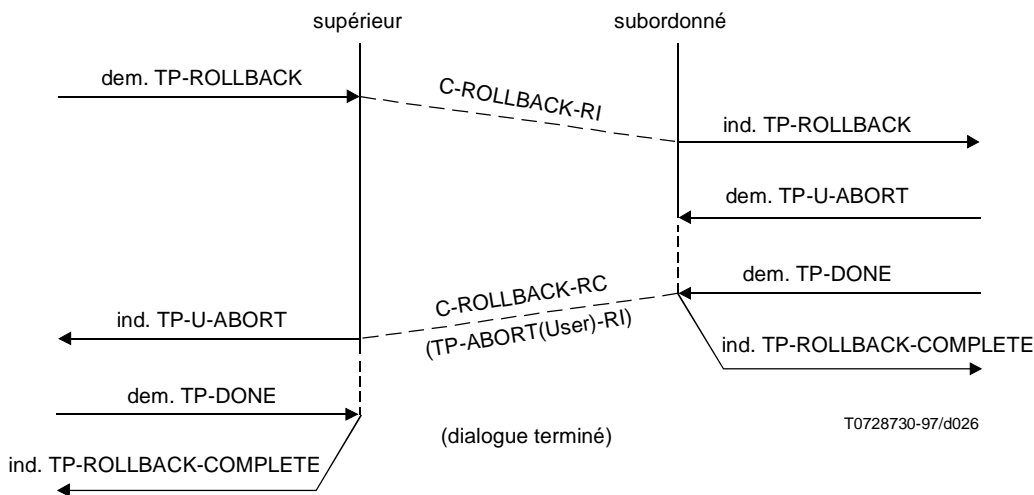 supérieur
subordonné
dem. TP-ROLLBACK
C-ROLLBACK-RI
ind. TP-ROLLBACK
dem. TP-U-ABORT
dem. TP-DONE
C-ROLLBACK-RC
ind. TP-U-ABORT
(TP-ABORT(User)-RI)
ind. TP-ROLLBACK-COMPLETE
dem. TP-DONE
T0728730-97/d026
(dialogue terminé)
ind. TP-ROLLBACK-COMPLETE